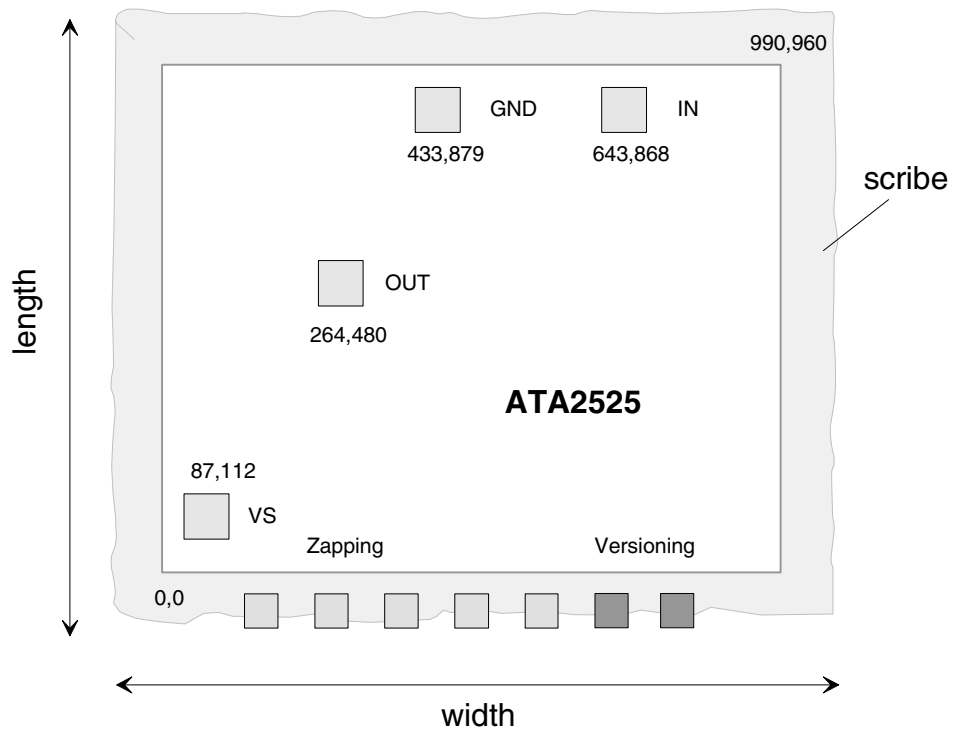 990,960
GND
IN
433,879
643,868
scribe
length
OUT
264,480
ATA2525
87,112
VS
Zapping
Versioning
0,0
width